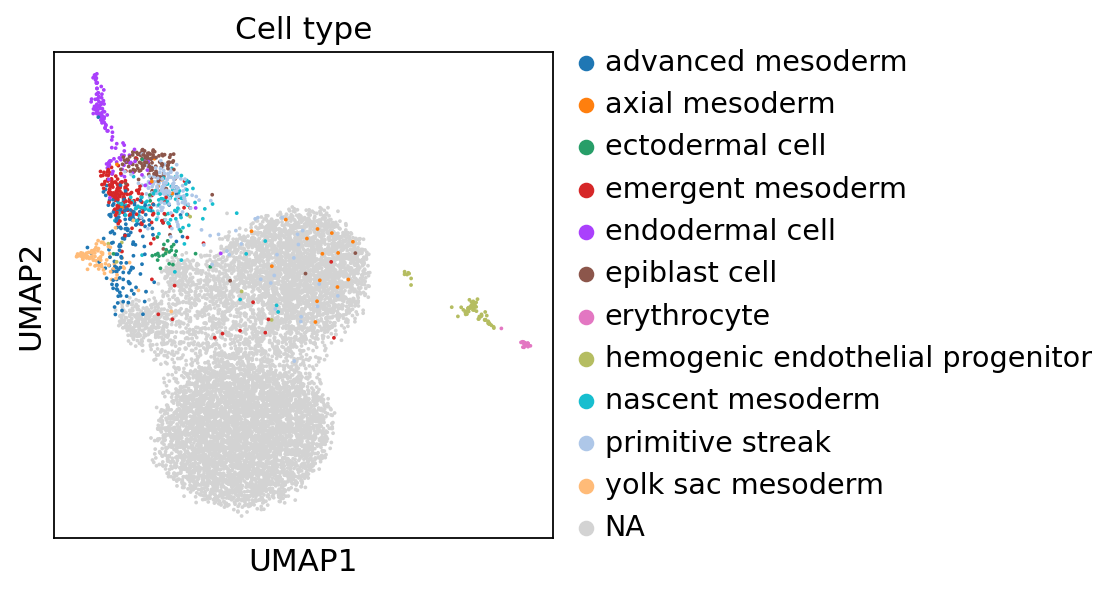 Cell type
UMAP2
UMAP1
advanced mesoderm
axial mesoderm
ectodermal cell
emergent mesoderm
endodermal cell
epiblast cell
erythrocyte
hemogenic endothelial progenitor
nascent mesoderm
primitive streak
yolk sac mesoderm
NA